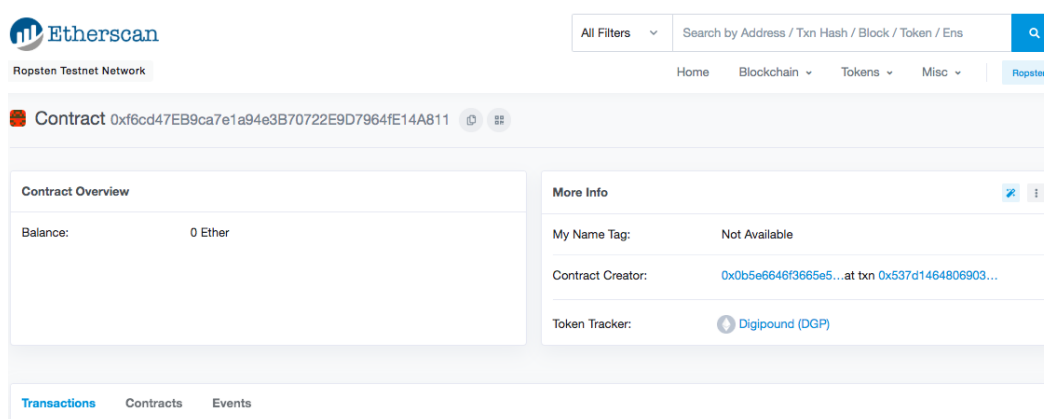 Etherscan
All Filters Search by Address / Txn Hash / Block / Token / Ens
Ropsten Testnet Network
Home Blockchain Tokens Misc Ropsten
Contract 0xf6cd47EB9ca7e1a94e3B70722E9D7964fE14A811
Contract Overview
Balance: 0 Ether
More Info
My Name Tag: Not Available
Contract Creator: 0x0b5e6646f3665e5...at txn 0x537d1464806903...
Token Tracker: Digipound (DGP)
Transactions Contracts Events